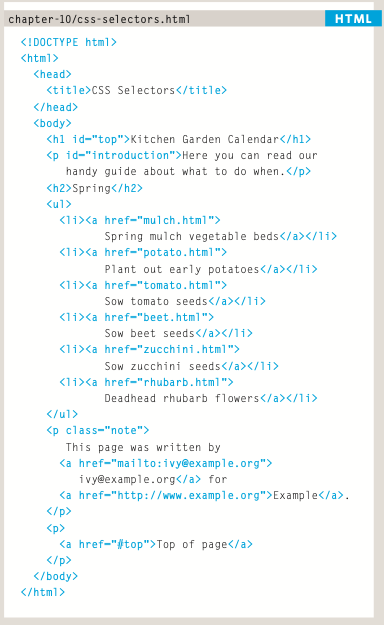 chapter-10/css-selectors.html HTML
<!DOCTYPE html>
<html>
<head>
<title>CSS Selectors</title>
</head>
<body>
<h1 id="top">Kitchen Garden Calendar</h1>
<p id="introduction">Here you can read our
handy guide about what to do when.</p>
<h2>Spring</h2>
<ul>
<li><a href="mulch.html">
Spring mulch vegetable beds</a></li>
<li><a href="potato.html">
Plant out early potatoes</a></li>
<li><a href="tomato.html">
Sow tomato seeds</a></li>
<li><a href="beet.html">
Sow beet seeds</a></li>
<li><a href="zucchini.html">
Sow zucchini seeds</a></li>
<li><a href="rhubarb.html">
Deadhead rhubarb flowers</a></li>
</ul>
<p class="note">
This page was written by
<a href="mailto:ivy@example.org">
ivy@example.org</a> for
<a href="http://www.example.org">Example</a>.
</p>
<p>
<a href="#top">Top of page</a>
</p>
</body>
</html>